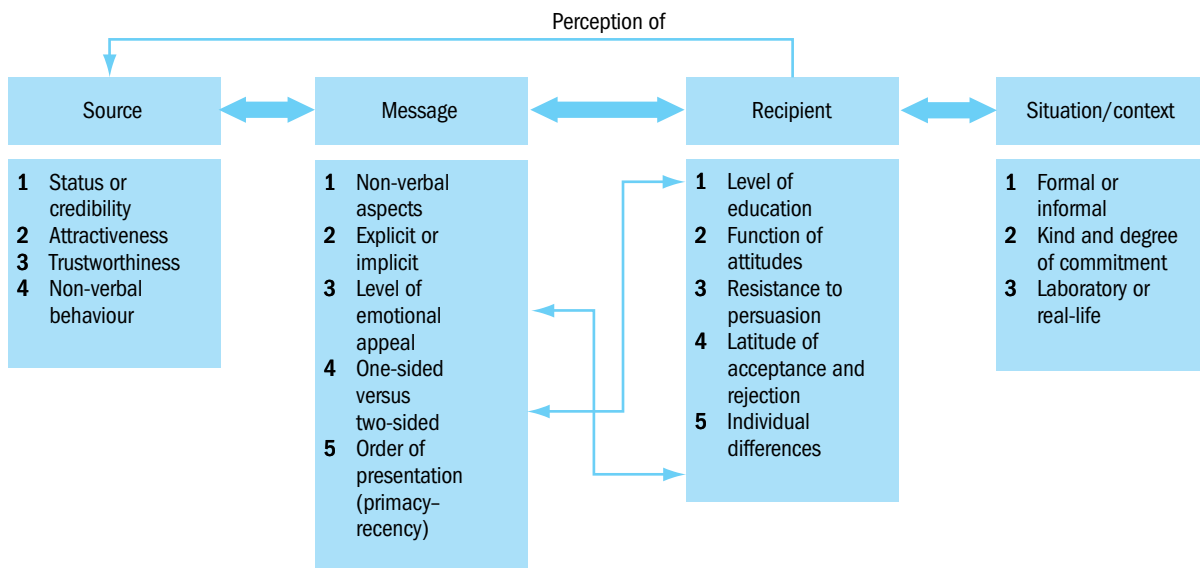 Perception of
Source
Message
Recipient
Situation/context
1 Status or
credibility
2 Attractiveness
3 Trustworthiness
4 Non-verbal
behaviour
1 Non-verbal
aspects
2 Explicit or
implicit
3 Level of
emotional
appeal
4 One-sided
versus
two-sided
5 Order of
presentation
(primacy–
recency)
1 Level of
education
2 Function of
attitudes
3 Resistance to
persuasion
4 Latitude of
acceptance and
rejection
5 Individual
differences
1 Formal or
informal
2 Kind and degree
of commitment
3 Laboratory or
real-life